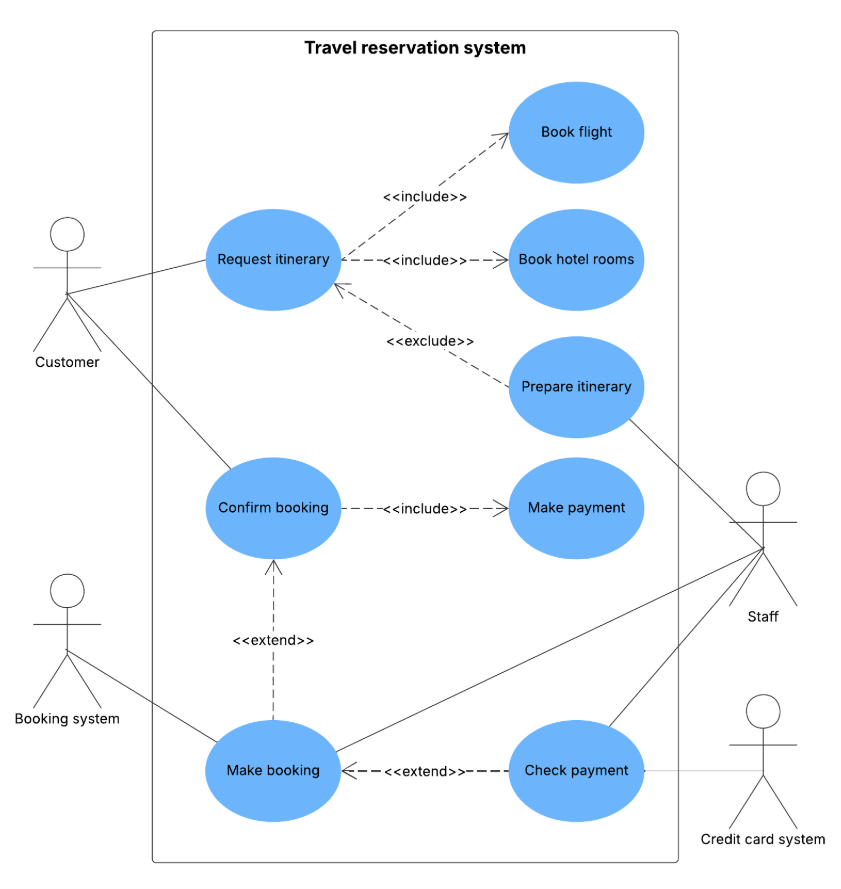 Travel reservation system
Book flight
<<include>>
Request itinerary
<<include>>
Book hotel rooms
<<exclude>>
Customer
Prepare itinerary
Confirm booking
<<include>>
Make payment
Staff
<<extend>>
Booking system
Make booking
<<extend>>
Check payment
Credit card system